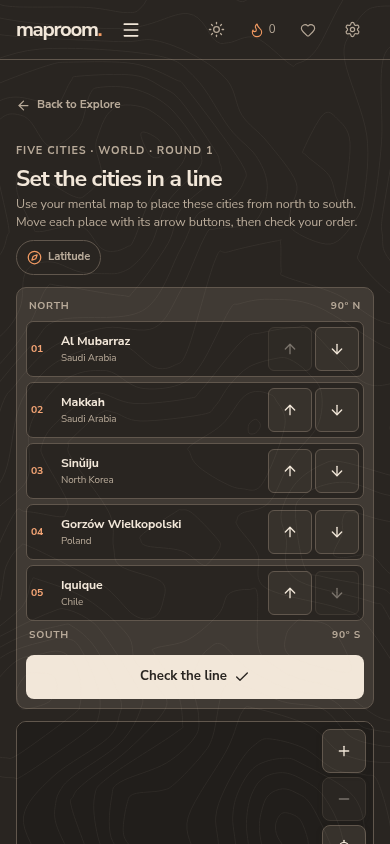 maproom.
0
Back to Explore
FIVE CITIES · WORLD · ROUND 1
Set the cities in a line
Use your mental map to place these cities from north to south.
Move each place with its arrow buttons, then check your order.
Latitude
NORTH 90° N
01 Al Mubarraz
Saudi Arabia
02 Makkah
Saudi Arabia
03 Sinŭiju
North Korea
04 Gorzów Wielkopolski
Poland
05 Iquique
Chile
SOUTH 90° S
Check the line